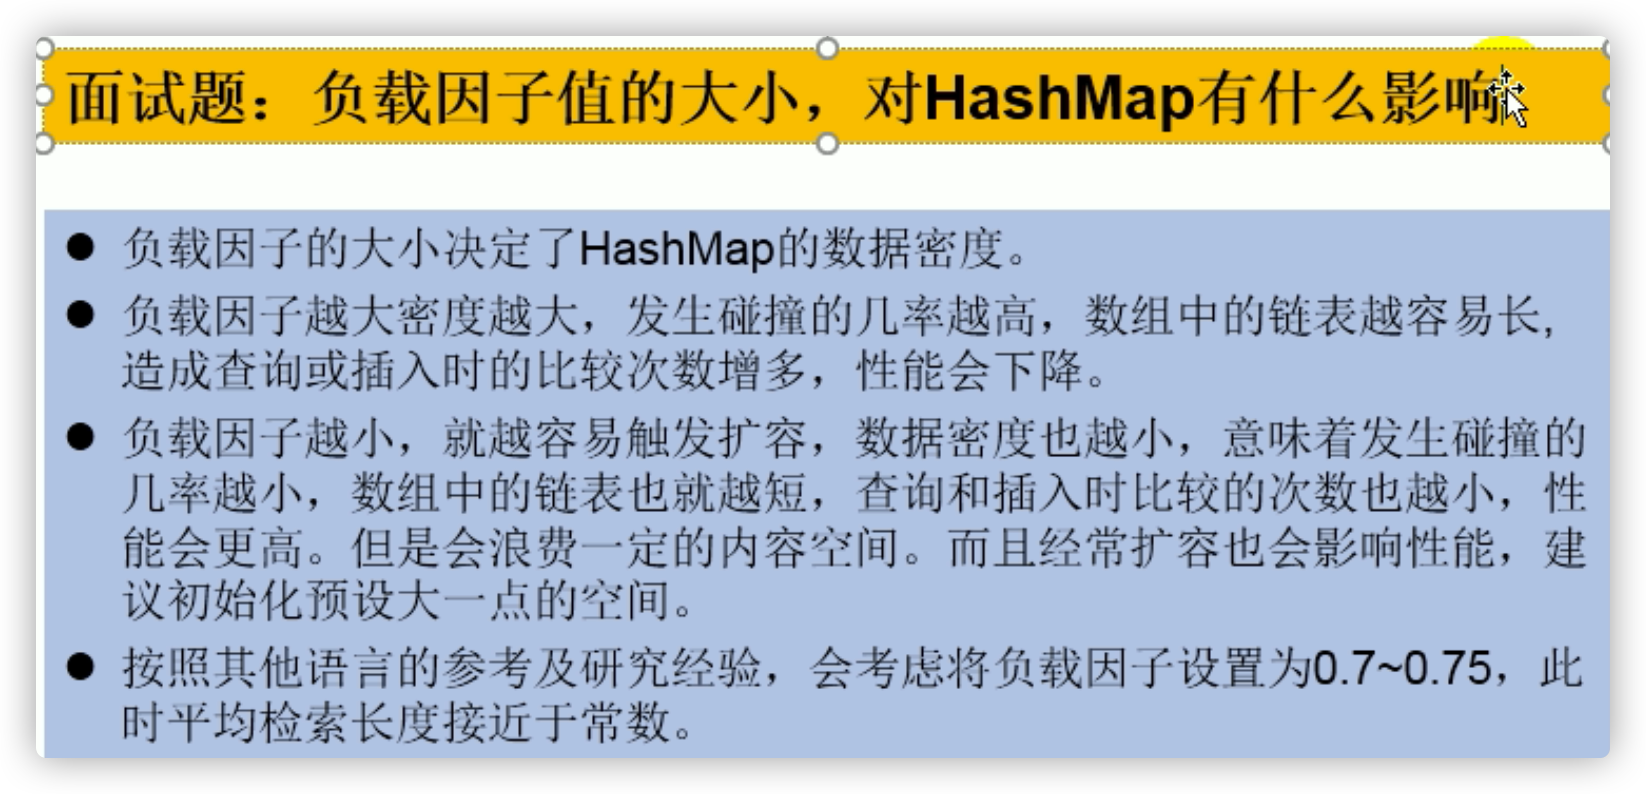 面试题：负载因子值的大小，对HashMap有什么影响
● 负载因子的大小决定了HashMap的数据密度。
● 负载因子越大密度越大，发生碰撞的几率越高，数组中的链表越容易长,
造成查询或插入时的比较次数增多，性能会下降。
● 负载因子越小，就越容易触发扩容，数据密度也越小，意味着发生碰撞的
几率越小，数组中的链表也就越短，查询和插入时比较的次数也越小，性
能会更高。但是会浪费一定的内容空间。而且经常扩容也会影响性能，建
议初始化预设大一点的空间。
● 按照其他语言的参考及研究经验，会考虑将负载因子设置为0.7~0.75，此
时平均检索长度接近于常数。